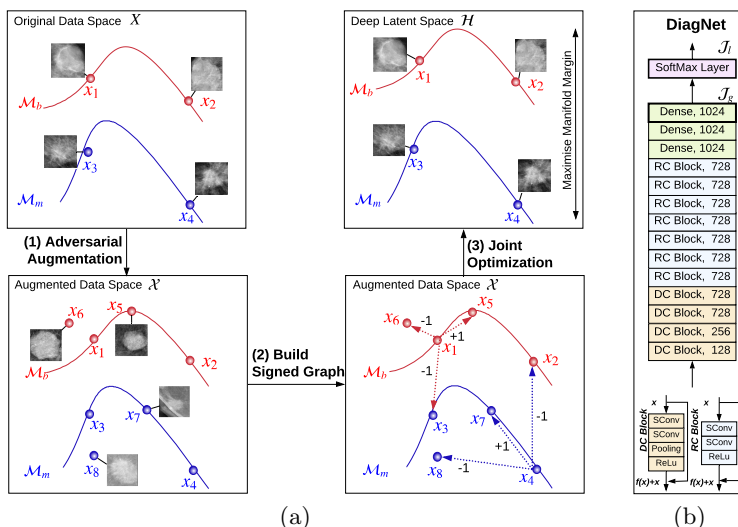 Original Data Space X
x1
x2
Mb
x3
x4
Mm
(1) Adversarial
Augmentation
Deep Latent Space H
x1
x2
Mb
x3
x4
Mm
Maximise Manifold Margin
(3) Joint
Optimization
Augmented Data Space X
x5
x6
x1
x2
Mb
x3
x7
x8
x4
Mm
(2) Build
Signed Graph
Augmented Data Space X
x5
x6
-1
+1
x1
-1
x2
Mb
-1
x3
x7
+1
x8
-1
x4
Mm
(a)
DiagNet
Jl
SoftMax Layer
Jg
Dense, 1024
Dense, 1024
Dense, 1024
RC Block, 728
RC Block, 728
RC Block, 728
RC Block, 728
RC Block, 728
RC Block, 728
RC Block, 728
DC Block, 728
DC Block, 728
DC Block, 256
DC Block, 128
DC Block
x
SConv
SConv
Pooling
ReLu
f(x)+x
RC Block
x
SConv
SConv
ReLu
f(x)+x
(b)